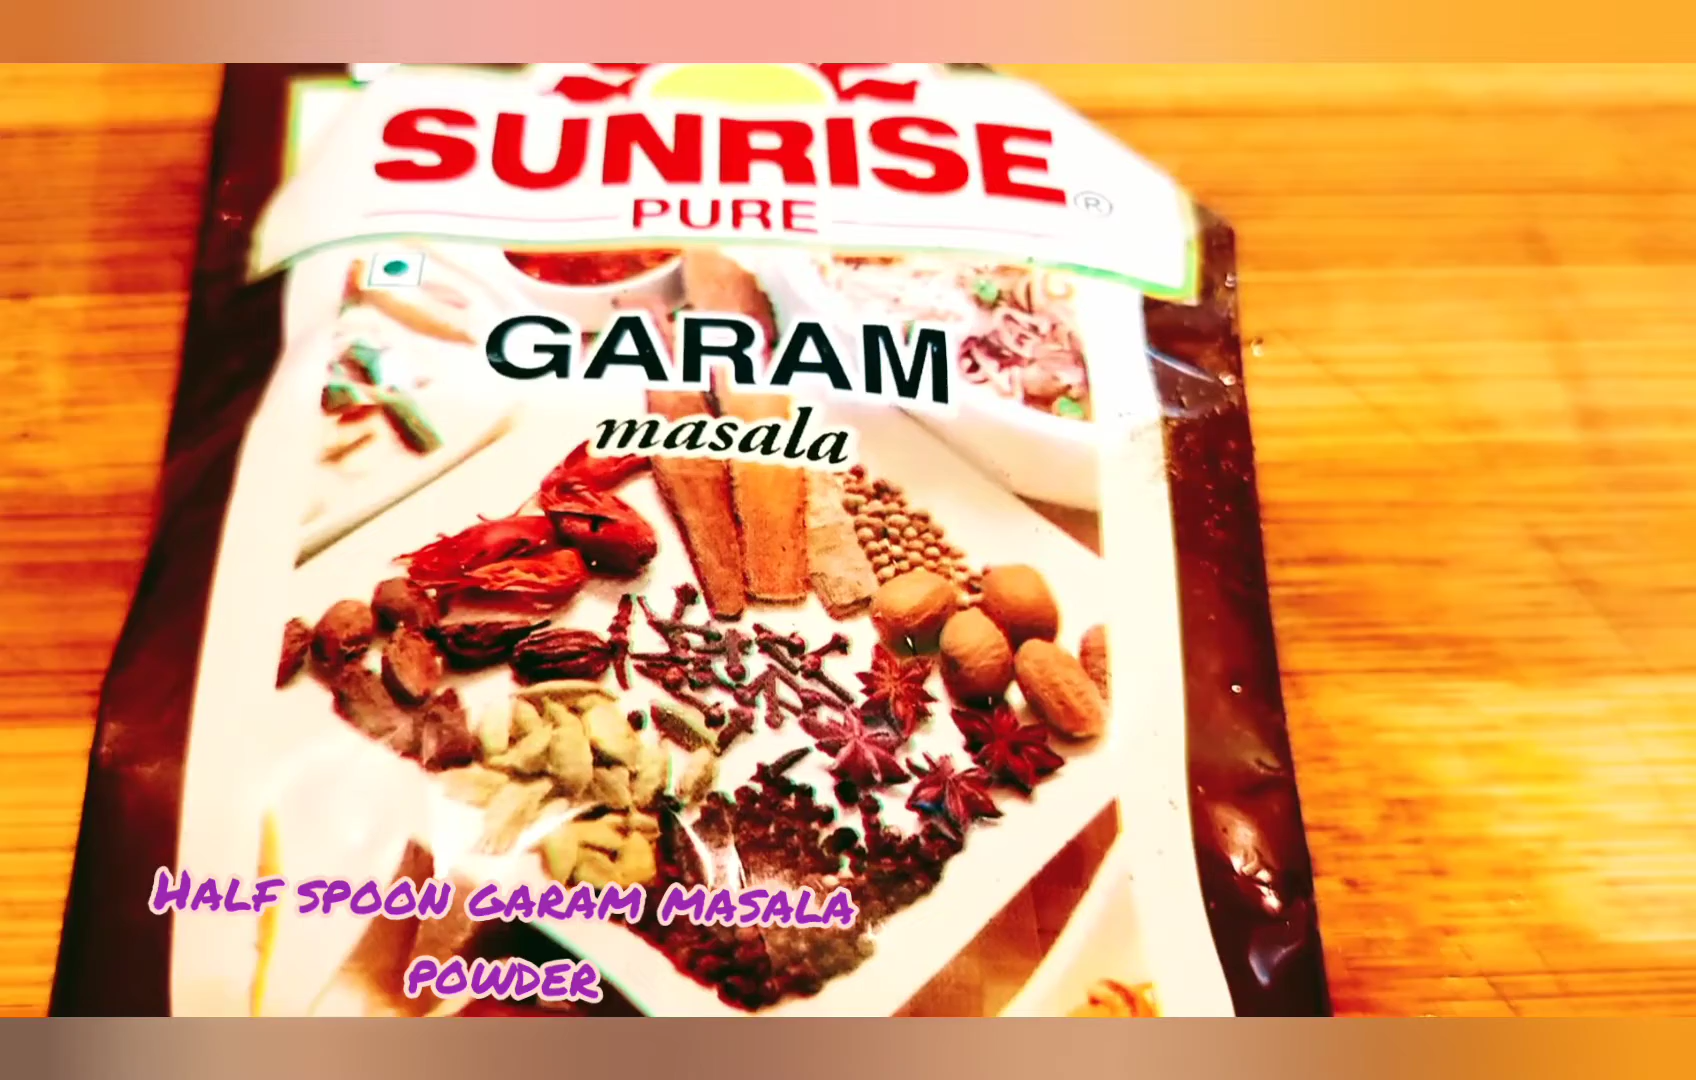 SUNRISE
PURE
®
GARAM
masala
HALF SPOON GARAM MASALA
POWDER